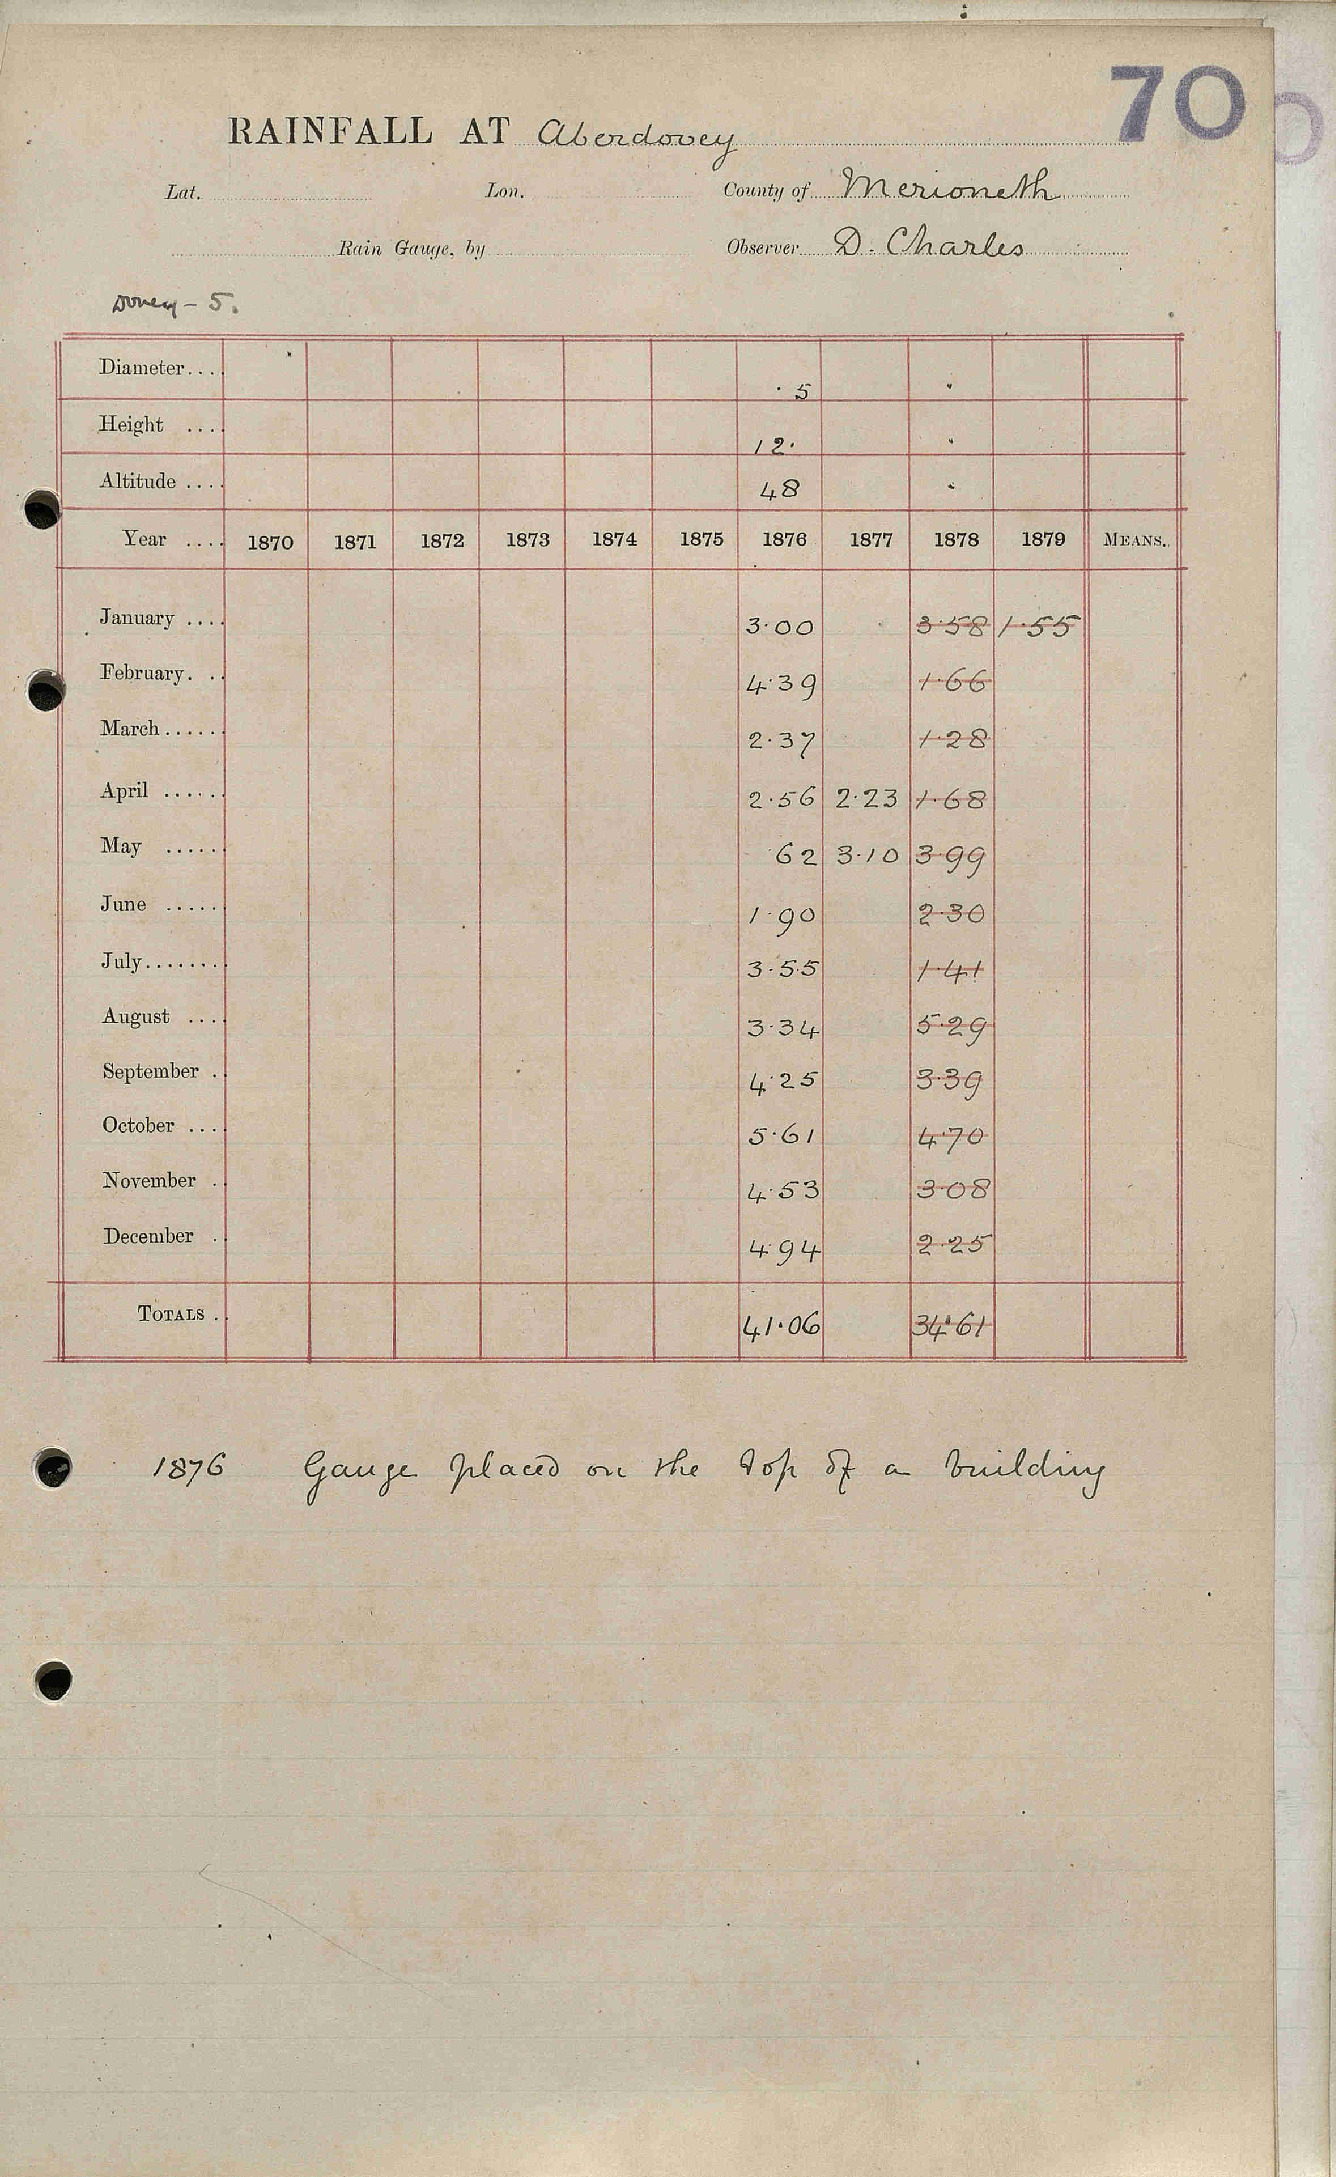 70
RAINFALL AT Aberdovey
Lat. Lon. County of Merioneth
Rain Gauge, by Observer D. Charles
Dovey - 5.
Diameter... · 5
Height ... 12·
Altitude .... 48
Year .... 1870 1871 1872 1873 1874 1875 1876 1877 1878 1879 MEANS..
January .... 3·00 3·58 1·55
February. .. 4·39 1·66
March...... 2·37 1·28
April ...... 2·56 2·23 1·68
May ..... 62 3·10 3·99
June ..... 1·90 2·30
July....... 3·55 1·41
August .... 3·34 5·29
September . 4·25 3·39
October ... 5·61 4·70
November . 4·53 3·08
December . 4·94 2·25
TOTALS . 41·06 34·61
1876 Gauge placed on the top of a building